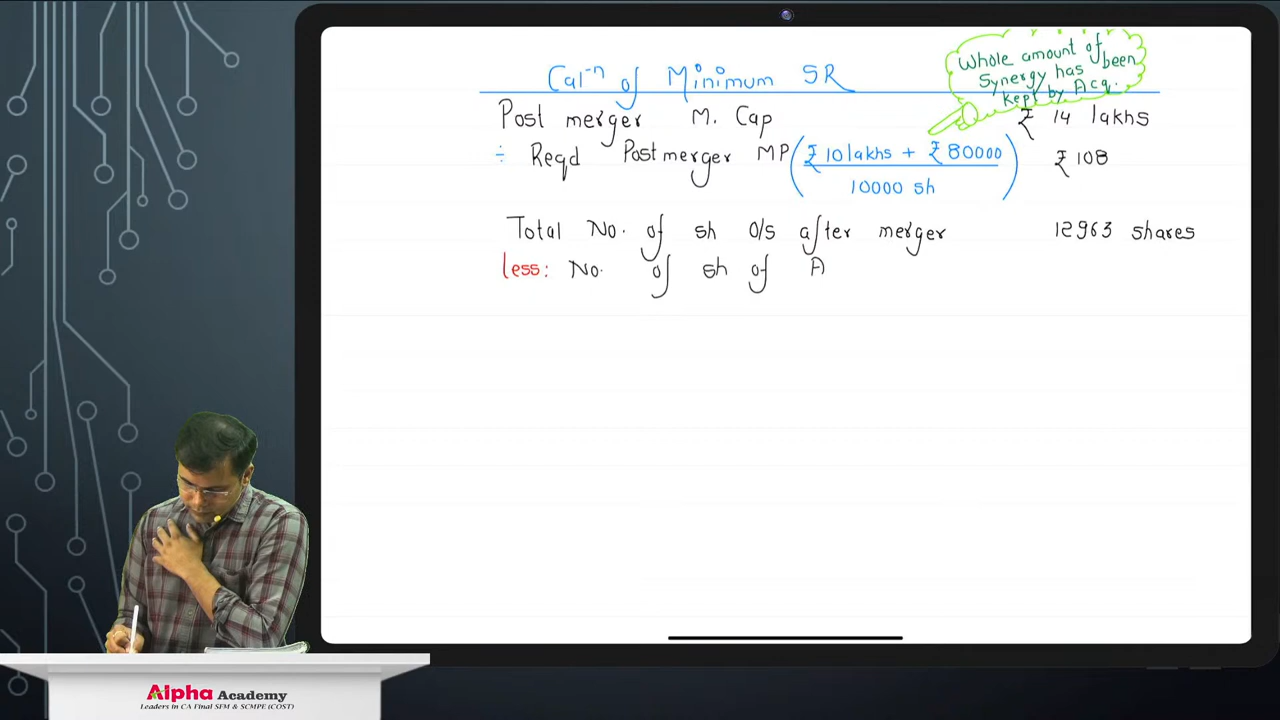 Whole amount of
Synergy has been
kept by Acq.
Cal-n of Minimum SR
Post merger M. Cap ₹ 14 lakhs
÷ Reqd Postmerger MP (₹ 10 lakhs + ₹ 80000 ₹ 108
10000 sh)
Total No. of sh o/s after merger 12963 shares
less: No. of sh of A
Alpha Academy
Leaders in CA Final SFM & SCMPE (COST)